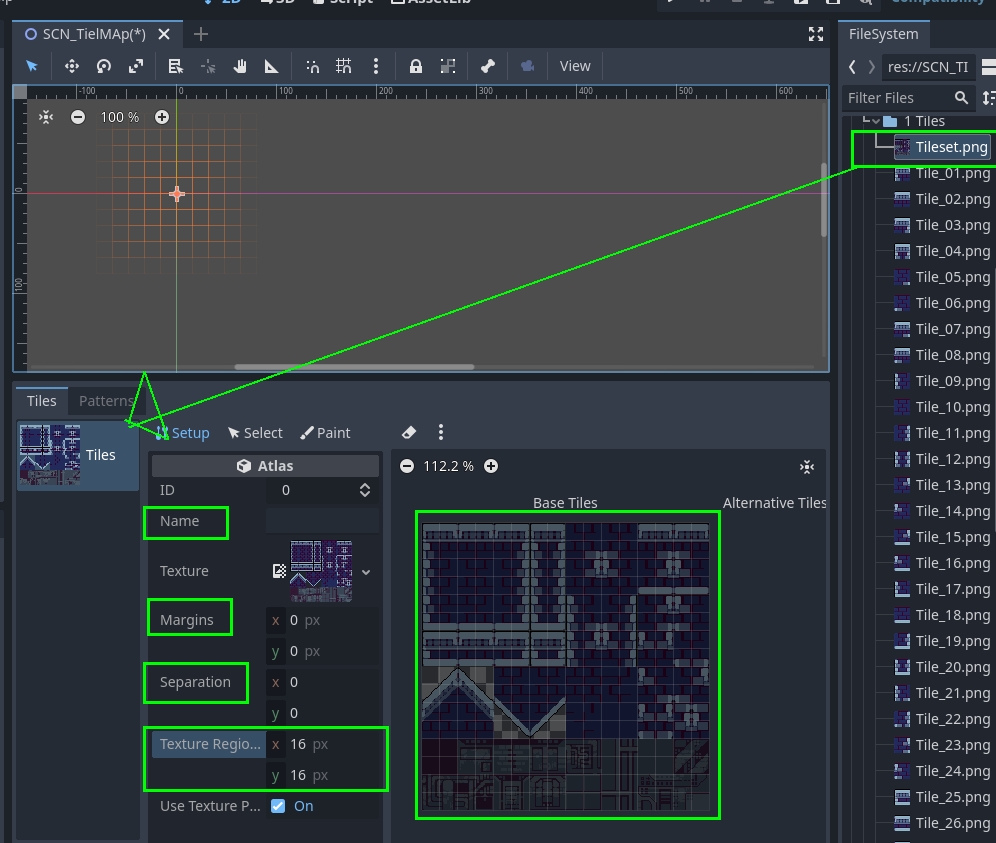 2D
3D
Script
AssetLib
Compatibility
SCN_TielMAp(*)
FileSystem
View
res://SCN_TI
-100
0
100
200
300
400
500
600
Filter Files
100 %
1 Tiles
Tileset.png
Tile_01.png
Tile_02.png
Tile_03.png
Tile_04.png
Tile_05.png
Tile_06.png
Tile_07.png
Tile_08.png
Tile_09.png
Tile_10.png
Tile_11.png
Tile_12.png
Tile_13.png
Tile_14.png
Tile_15.png
Tile_16.png
Tile_17.png
Tile_18.png
Tile_19.png
Tile_20.png
Tile_21.png
Tile_22.png
Tile_23.png
Tile_24.png
Tile_25.png
Tile_26.png
0
100
Tiles
Patterns
Tiles
Setup
Select
Paint
Atlas
ID
0
Name
Texture
Margins
x 0 px
y 0 px
Separation
x 0
y 0
Texture Regio...
x 16 px
y 16 px
Use Texture P...
On
112.2 %
Base Tiles
Alternative Tiles